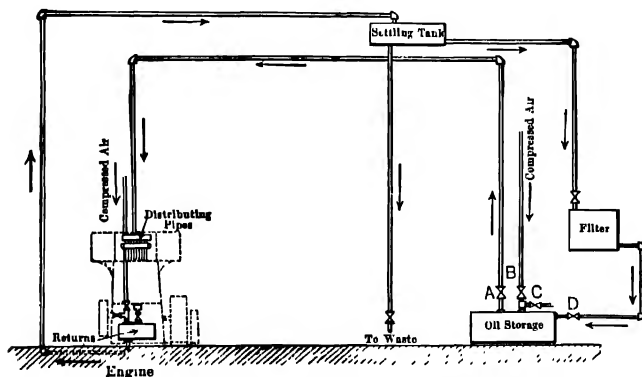 Settling Tank
Compressed Air
Compressed Air
Distributing
Pipes
Filter
A
B
C
D
Oil Storage
Returns
To Waste
Engine